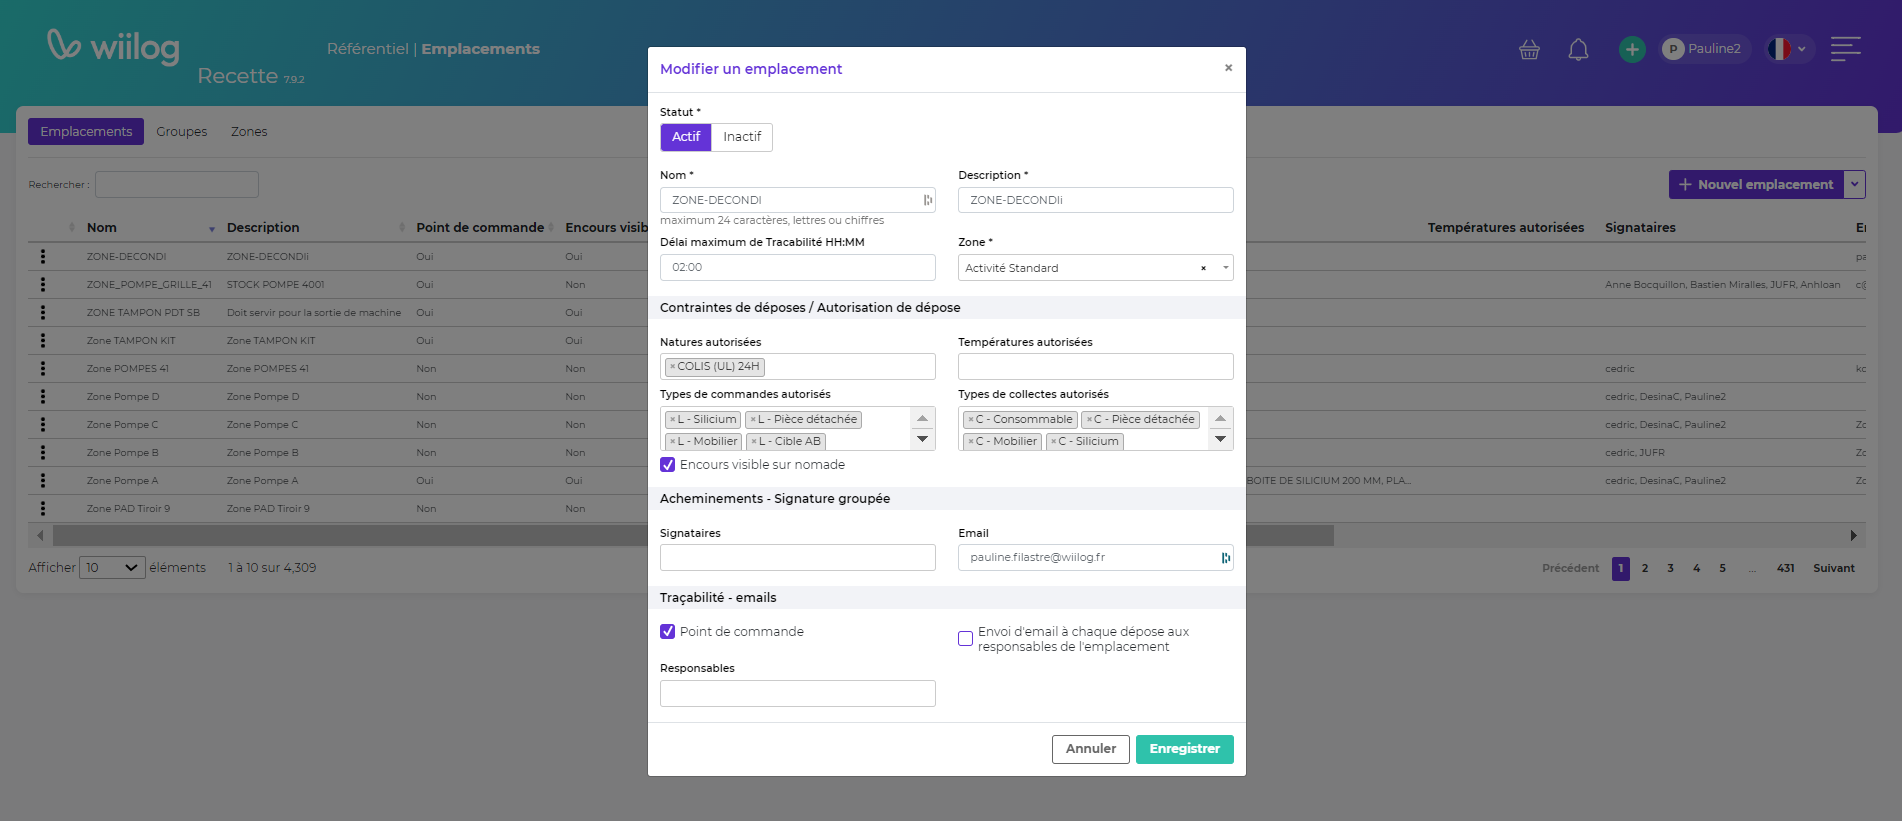 wiilog
Référentiel | Emplacements
Recette 7.9.2
P Pauline2
Emplacements Groupes Zones
Rechercher :
Nouvel emplacement
Nom Description Point de commande Encours visib Températures autorisées Signataires
ZONE-DECONDI ZONE-DECONDIi Oui Oui pa
ZONE_POMPE_GRILLE_41 STOCK POMPE 4001 Oui Non Anne Bocquillon, Bastien Miralles, JUFR, Anhloan c@
ZONE TAMPON PDT SB Doit servir pour la sortie de machine Oui Oui
Zone TAMPON KIT Zone TAMPON KIT Oui Oui
Zone POMPES 41 Zone POMPES 41 Non Non cedric kc
Zone Pompe D Zone Pompe D Non Non cedric, DesinaC, Pauline2
Zone Pompe C Zone Pompe C Non Non cedric, DesinaC, Pauline2 Zc
Zone Pompe B Zone Pompe B Non Non cedric, JUFR Zc
Zone Pompe A Zone Pompe A Oui Oui BOITE DE SILICIUM 200 MM, PLA... cedric, DesinaC, Pauline2 Zc
Zone PAD Tiroir 9 Zone PAD Tiroir 9 Non Non
Afficher 10 éléments 1 à 10 sur 4,309
Précédent 1 2 3 4 5 ... 431 Suivant
Modifier un emplacement ×
Statut *
Actif Inactif
Nom * Description *
ZONE-DECONDI ZONE-DECONDIi
maximum 24 caractères, lettres ou chiffres
Délai maximum de Tracabilité HH:MM Zone *
02:00 Activité Standard ×
Contraintes de déposes / Autorisation de dépose
Natures autorisées Températures autorisées
×COLIS (UL) 24H
Types de commandes autorisés Types de collectes autorisés
×L - Silicium ×L - Pièce détachée ×C - Consommable ×C - Pièce détachée
×L - Mobilier ×L - Cible AB ×C - Mobilier ×C - Silicium
Encours visible sur nomade
Acheminements - Signature groupée
Signataires Email
pauline.filastre@wiilog.fr
Traçabilité - emails
Point de commande Envoi d'email à chaque dépose aux
responsables de l'emplacement
Responsables
Annuler Enregistrer